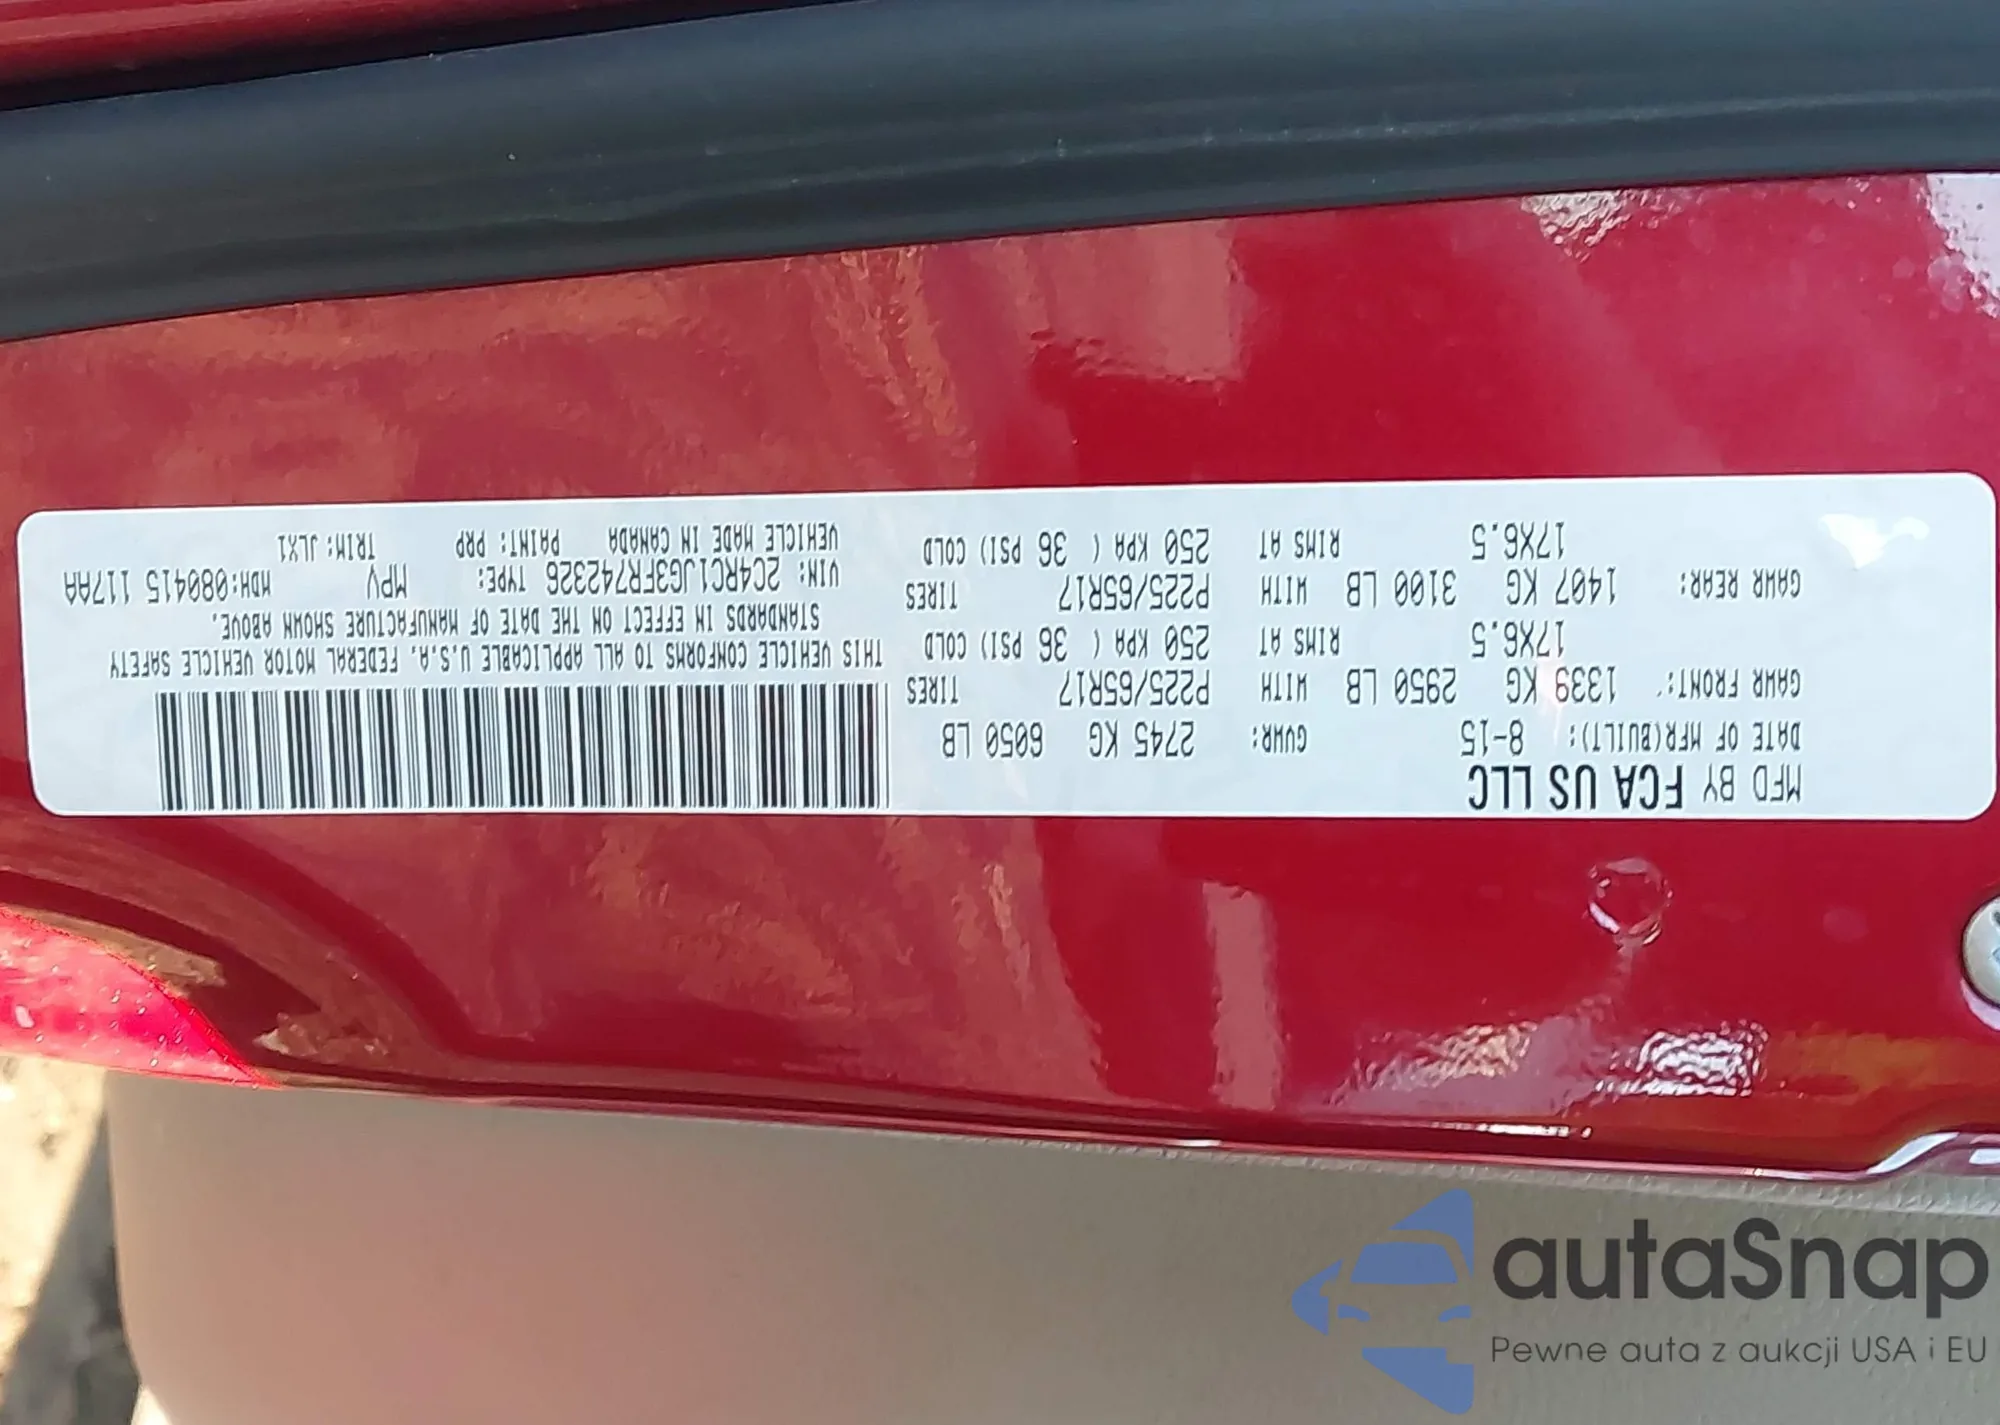 MFD BY FCA US LLC
DATE OF MFR(BUILT): 8-15 GVWR: 2745 KG 6050 LB
GAWR FRONT: 1339 KG 2950 LB WITH P225/65R17 TIRES
17X6.5 RIMS AT 250 KPA ( 36 PSI) COLD
GAWR REAR: 1407 KG 3100 LB WITH P225/65R17 TIRES
17X6.5 RIMS AT 250 KPA ( 36 PSI) COLD
THIS VEHICLE CONFORMS TO ALL APPLICABLE U.S.A. FEDERAL MOTOR VEHICLE SAFETY
STANDARDS IN EFFECT ON THE DATE OF MANUFACTURE SHOWN ABOVE.
VIN: 2C4RC1JG3FR742326 TYPE: MPV MDH:080415 117AA
VEHICLE MADE IN CANADA PAINT: PRP TRIM: JLX1
autaSnap
Pewne auta z aukcji USA i EU